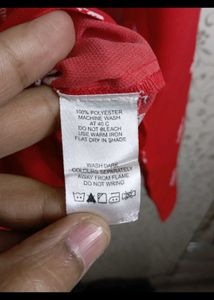 100% POLYESTER
MACHINE WASH
AT 40 C
DO NOT BLEACH
USE WARM IRON
FLAT DRY IN SHADE
WASH DARK
COLOURS SEPARATELY
AWAY FROM FLAME
DO NOT WRING